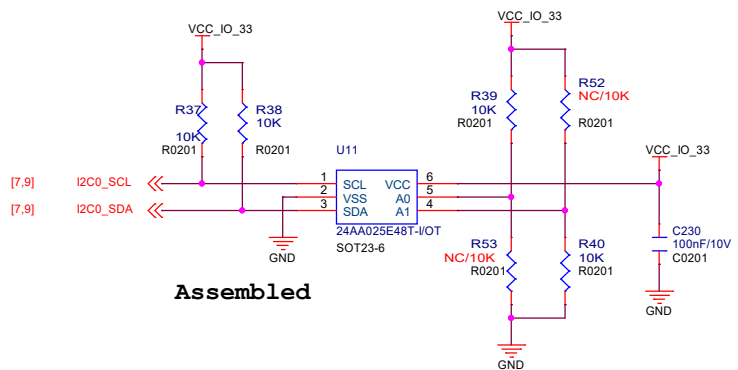 VCC_IO_33
VCC_IO_33
R37
10K
R0201
R38
10K
R0201
R39
10K
R0201
R52
NC/10K
R0201
U11
VCC_IO_33
[7,9] I2C0_SCL
[7,9] I2C0_SDA
1 SCL VCC 6
2 VSS A0 5
3 SDA A1 4
24AA025E48T-I/OT
SOT23-6
GND
R53
NC/10K
R0201
R40
10K
R0201
C230
100nF/10V
C0201
GND
Assembled
GND